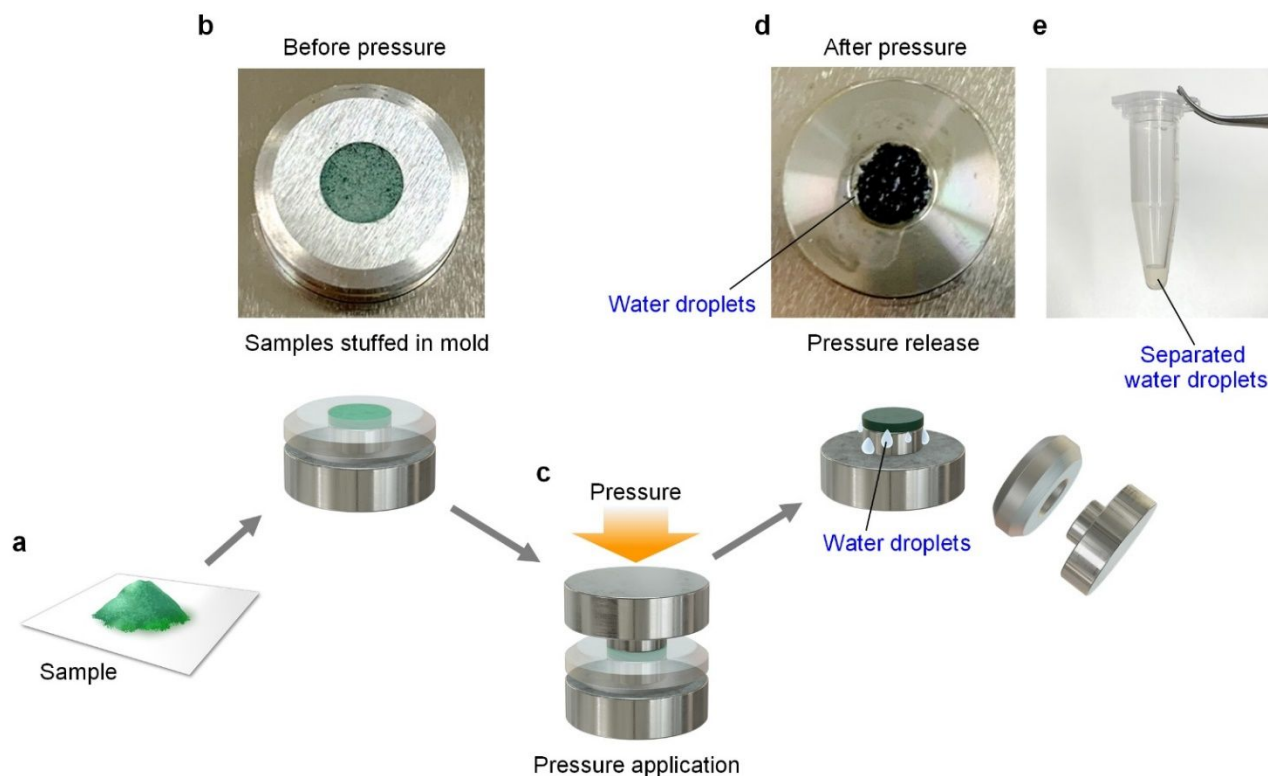 b
Before pressure
Samples stuffed in mold
d
After pressure
Water droplets
Pressure release
e
Separated
water droplets
a
Sample
c
Pressure
Pressure application
Water droplets